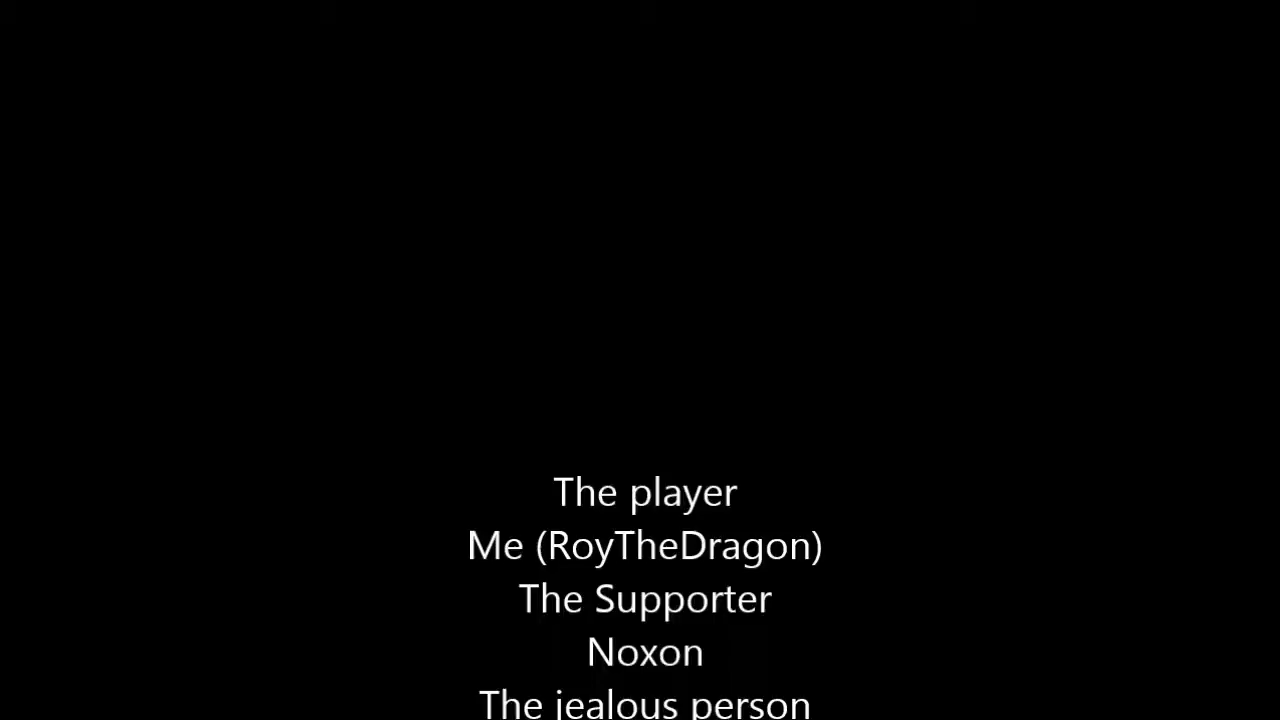 The player
Me (RoyTheDragon)
The Supporter
Noxon
The jealous person